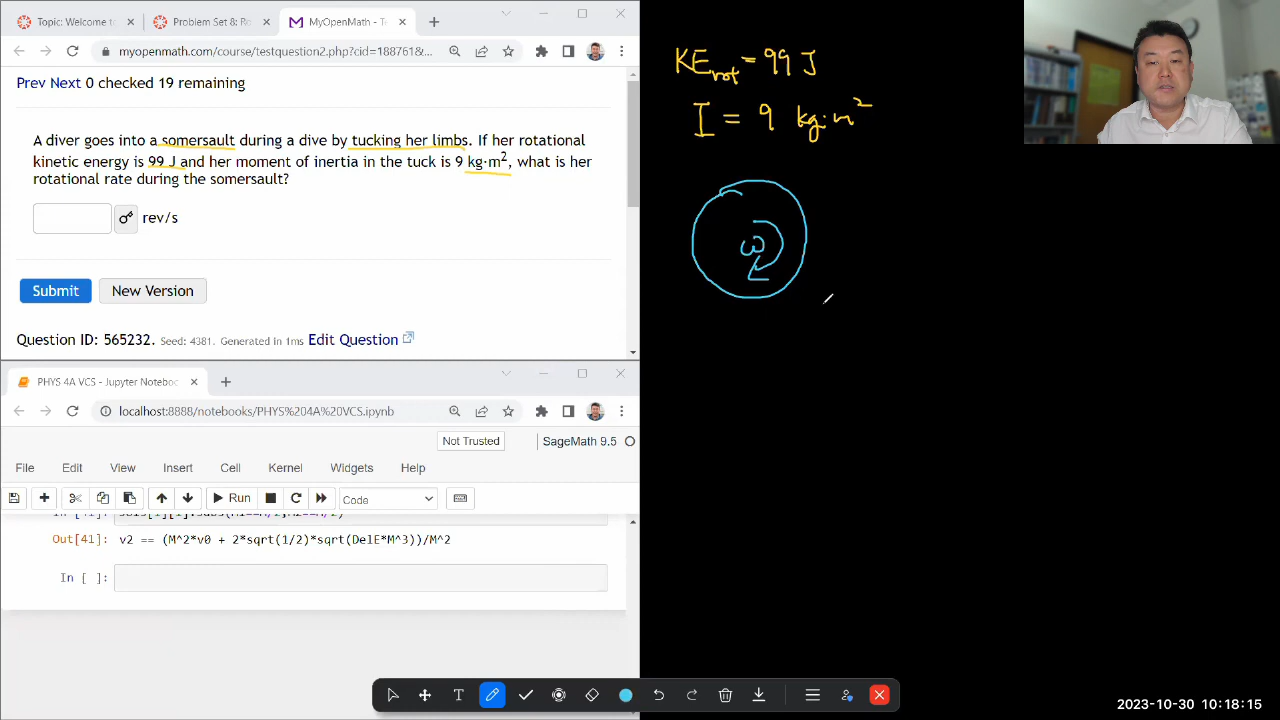 Topic: Welcome to
Problem Set 8: Ro
MyOpenMath - Te
myopenmath.com/course/testquestion2.php?cid=188761&...
Prev Next 0 checked 19 remaining
A diver goes into a somersault during a dive by tucking her limbs. If her rotational
kinetic energy is 99 J and her moment of inertia in the tuck is 9 kg·m², what is her
rotational rate during the somersault?
rev/s
Submit
New Version
Question ID: 565232. Seed: 4381. Generated in 1ms Edit Question
PHYS 4A VCS - Jupyter Noteboo
localhost:8888/notebooks/PHYS%204A%20VCS.ipynb
Not Trusted
SageMath 9.5
File Edit View Insert Cell Kernel Widgets Help
Run
Code
Out[41]: v2 == (M^2*v0 + 2*sqrt(1/2)*sqrt(DelE*M^3))/M^2
In [ ]:
KE_rot = 99 J
I = 9 kg·m²
ω
2023-10-30 10:18:15